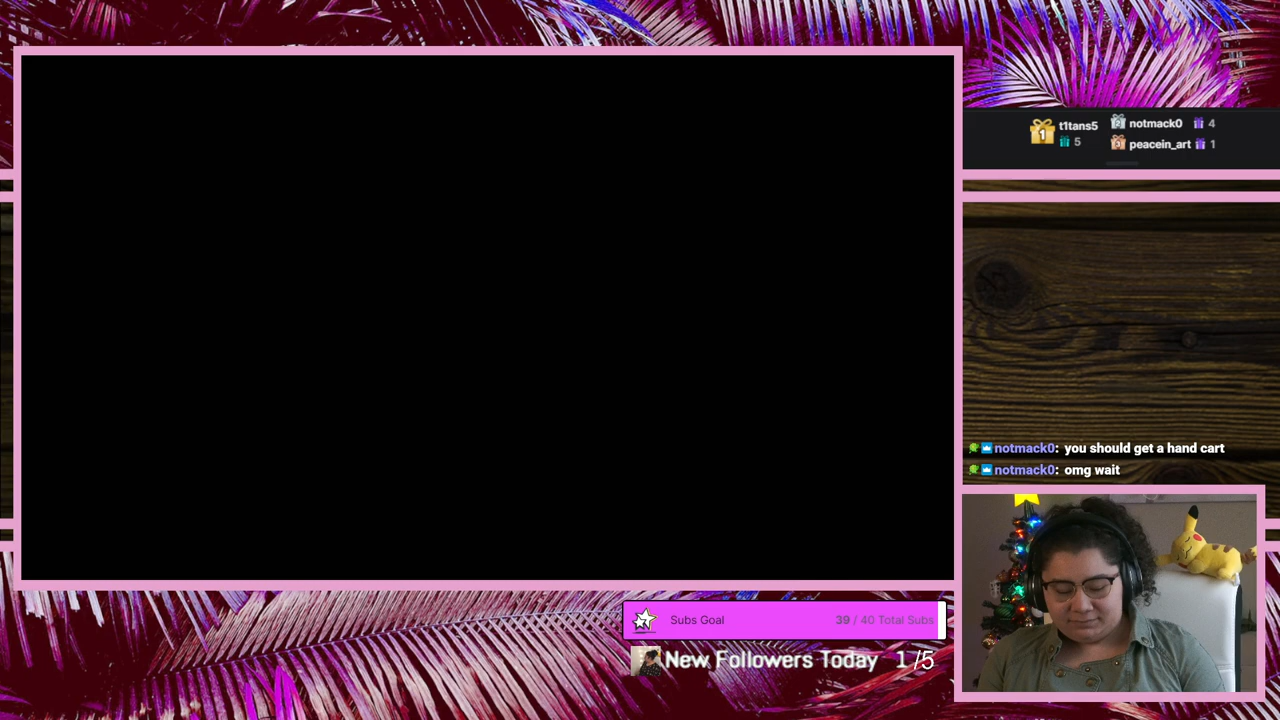 t1tans5
5
notmack0 4
peacein_art 1
notmack0: you should get a hand cart
notmack0: omg wait
Subs Goal 39 / 40 Total Subs
New Followers Today 1 /5